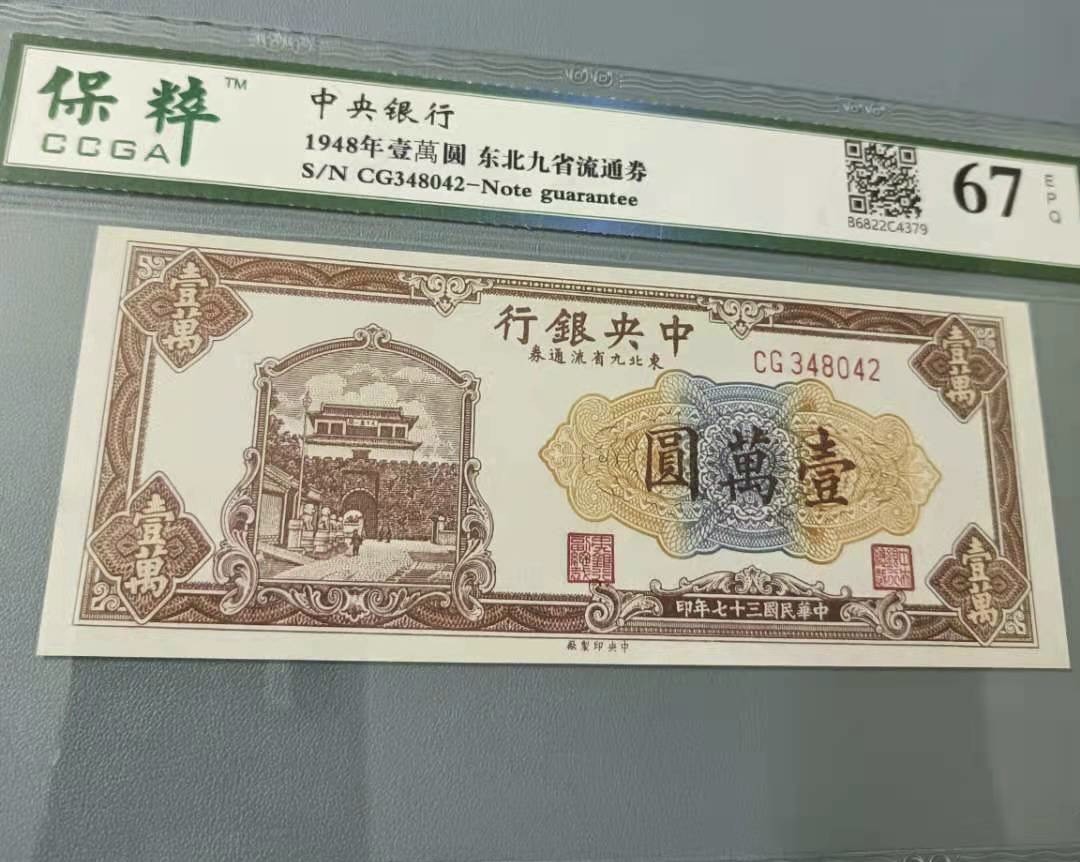 保粹™
CCGA
中央银行
1948年壹萬圆 东北九省流通券
S/N CG348042-Note guarantee
B6822C4379
67
EPQ
壹萬
行銀央中
券通流省九北東
CG 348042
壹萬
圓萬壹
壹萬
壹萬
印年七十三國民華中
廠製印央中